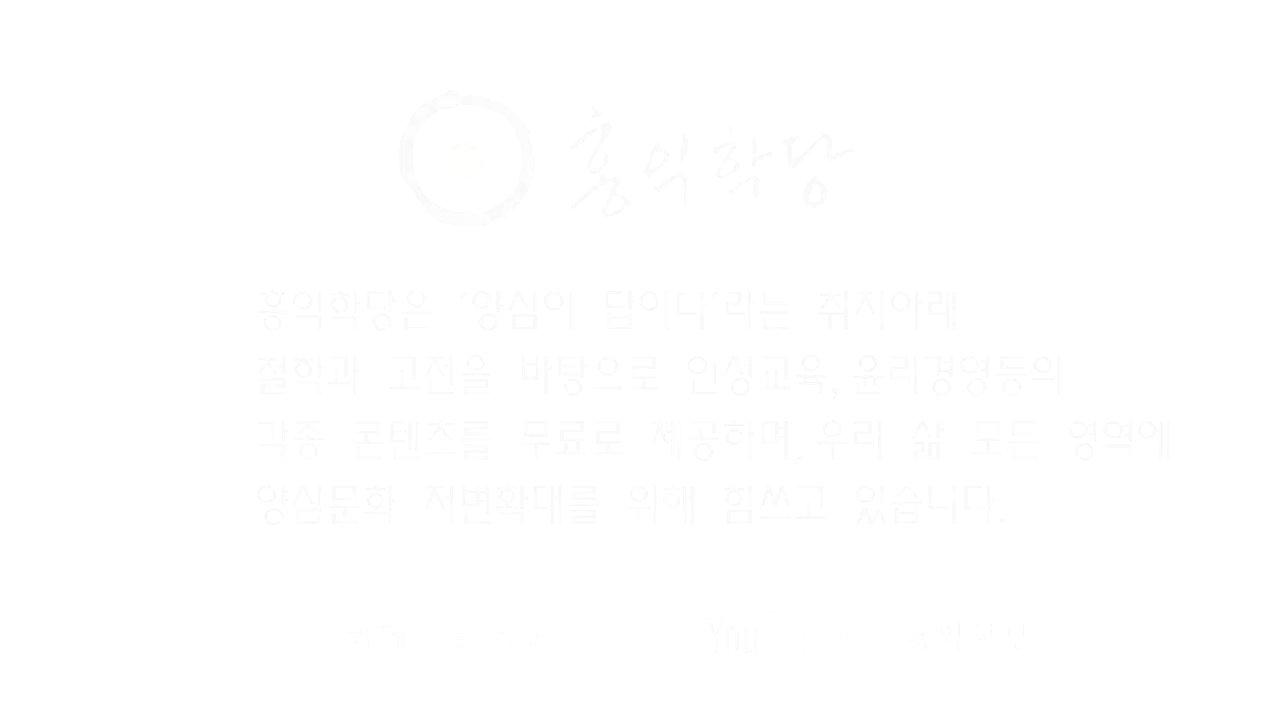 홍익학당
홍익학당은 '양심이 답이다'라는 취지아래
철학과 고전을 바탕으로 인성교육, 윤리경영등의
각종 콘텐츠를 무료로 제공하며, 우리 삶 모든 영역에
양심문화 저변확대를 위해 힘쓰고 있습니다.
You